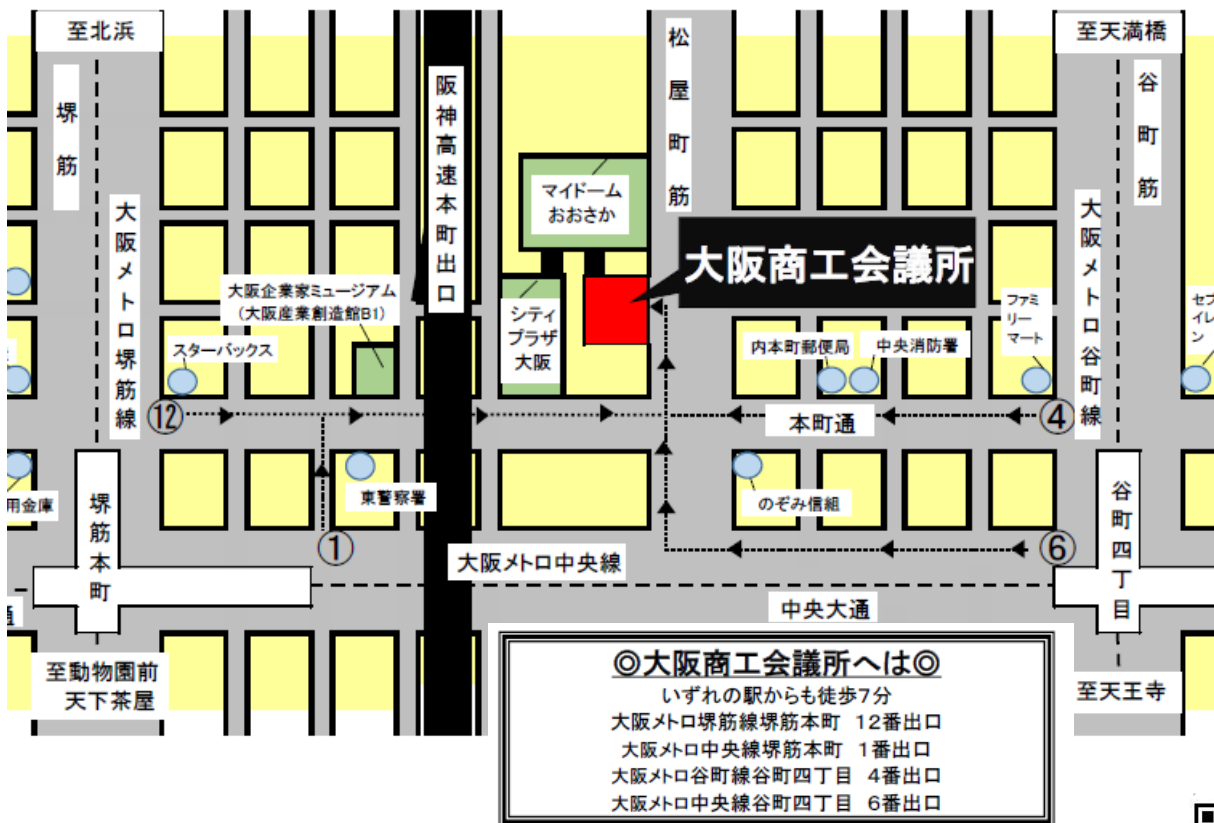 至北浜
堺筋
大阪メトロ堺筋線
阪神高速本町出口
松屋町筋
至天満橋
谷町筋
大阪メトロ谷町線
マイドーム
おおさか
大阪商工会議所
大阪企業家ミュージアム
(大阪産業創造館B1)
シティ
プラザ
大阪
スターバックス
内本町郵便局
中央消防署
ファミ
リー
マート
セブ
イレ
ン
⑫
本町通
④
用金庫
東警察署
のぞみ信組
堺筋本町
①
⑥
谷町四丁目
大阪メトロ中央線
中央大通
通
至動物園前
天下茶屋
至天王寺
◎大阪商工会議所へは◎
いずれの駅からも徒歩7分
大阪メトロ堺筋線堺筋本町 12番出口
大阪メトロ中央線堺筋本町 1番出口
大阪メトロ谷町線谷町四丁目 4番出口
大阪メトロ中央線谷町四丁目 6番出口